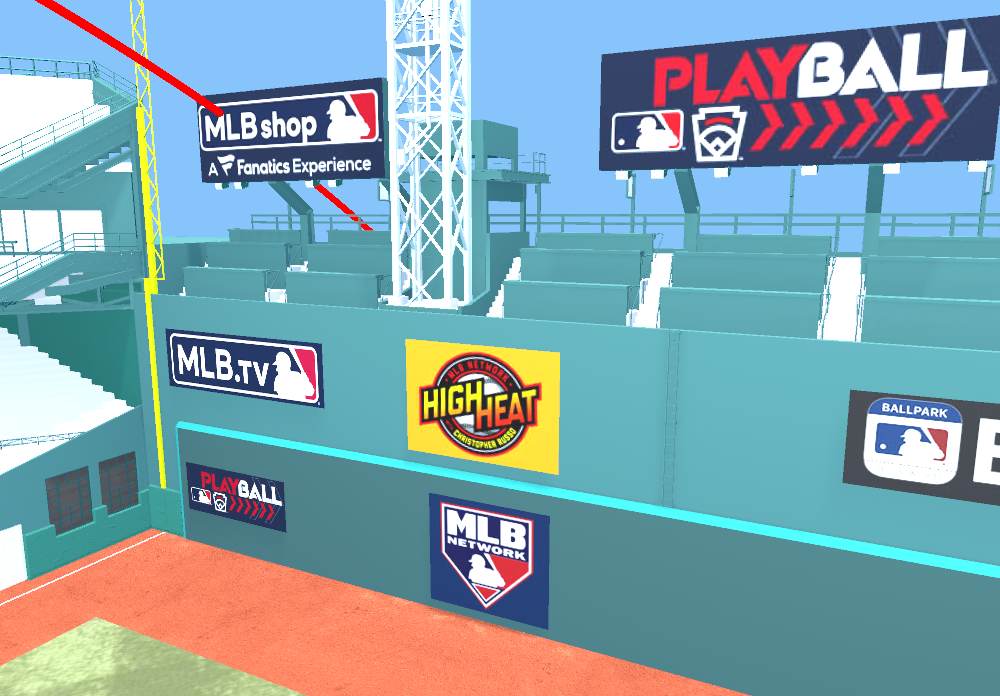 MLB shop
A Fanatics Experience
PLAYBALL
MLB.TV
MLB NETWORK
HIGH HEAT
CHRISTOPHER RUSSO
BALLPARK
PLAYBALL
MLB
NETWORK